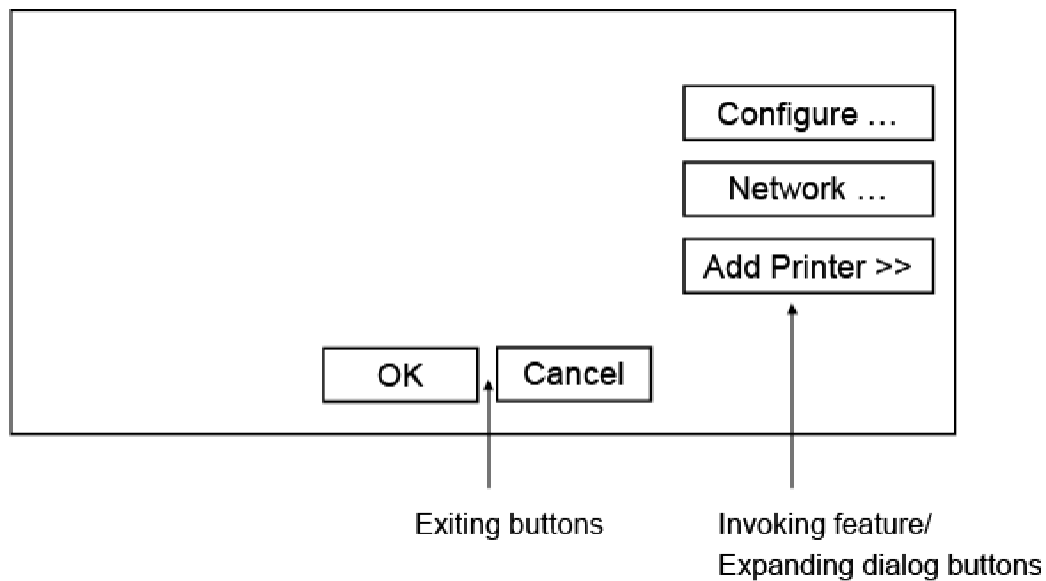 Configure …
Network …
Add Printer >>
OK
Cancel
Exiting buttons
Invoking feature/
Expanding dialog buttons